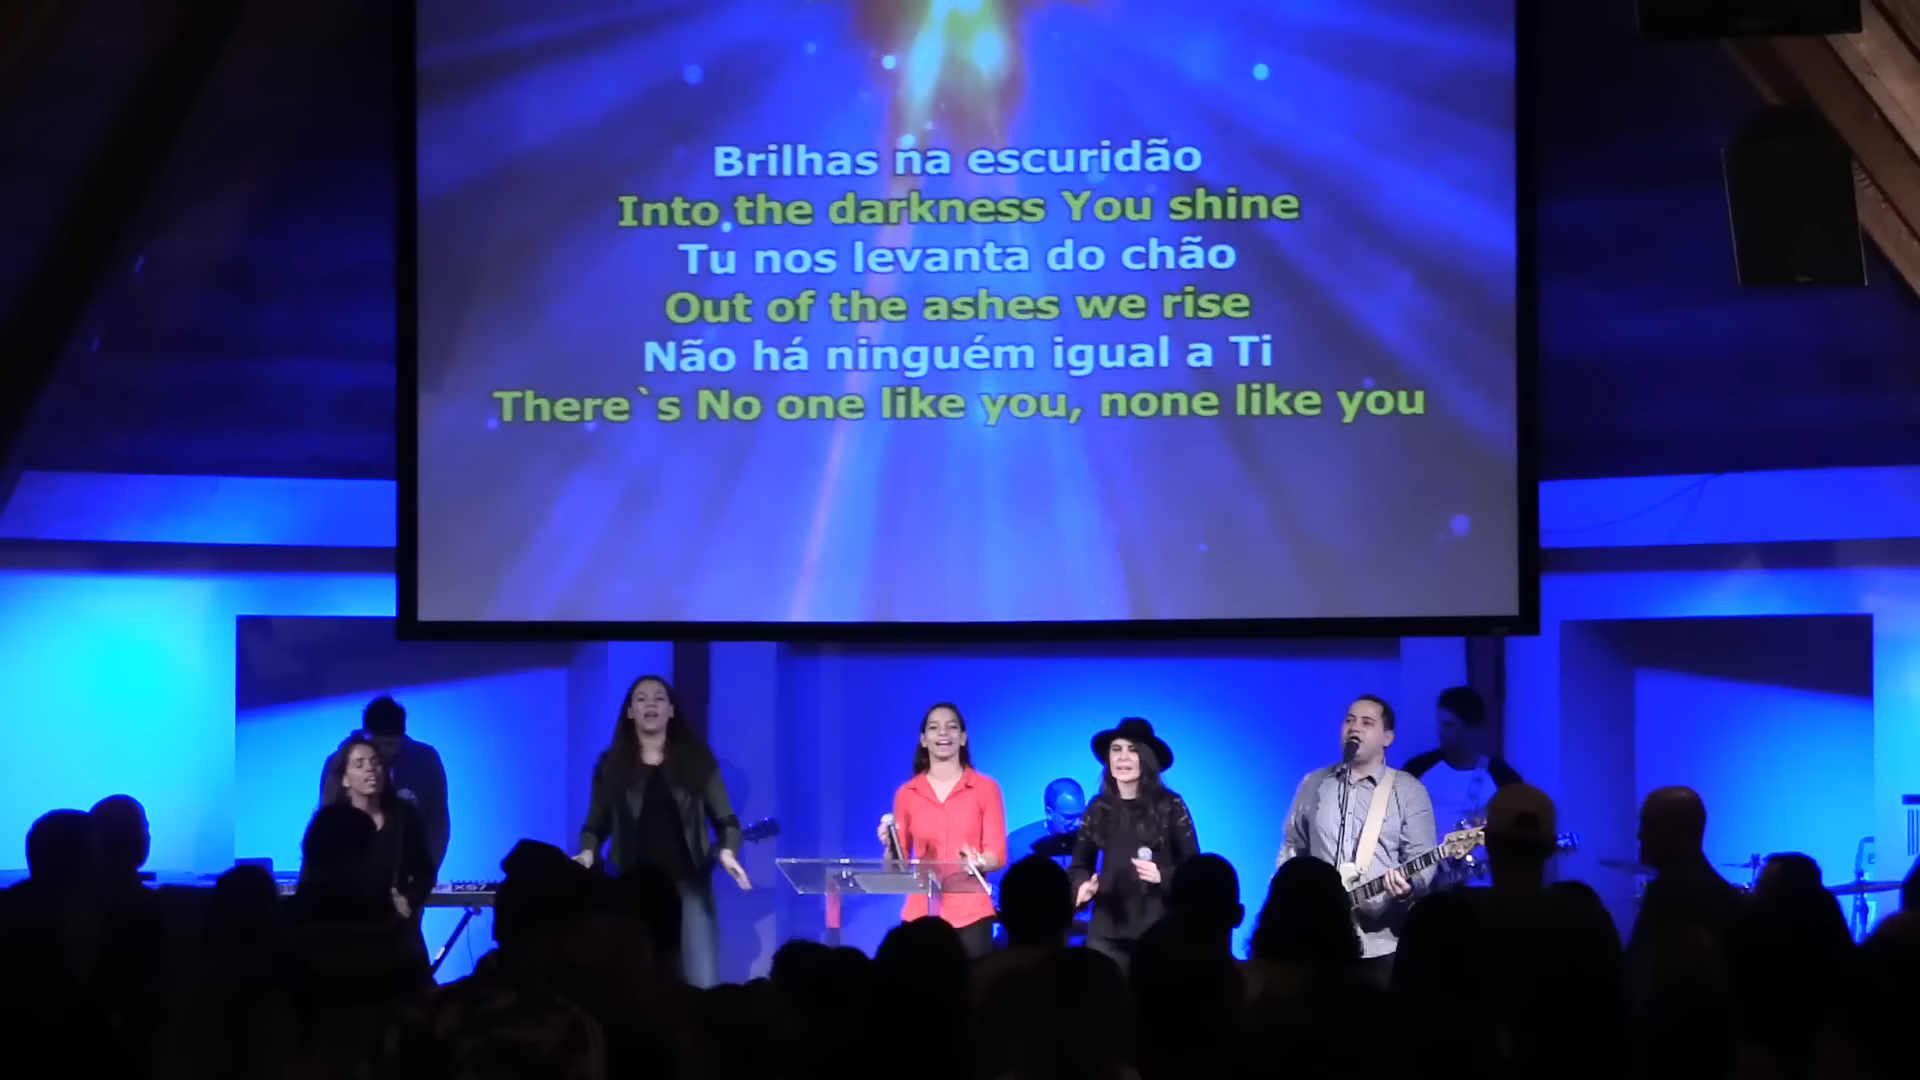 Brilhas na escuridão
Into the darkness You shine
Tu nos levanta do chão
Out of the ashes we rise
Não há ninguém igual a Ti
There`s No one like you, none like you
XS7